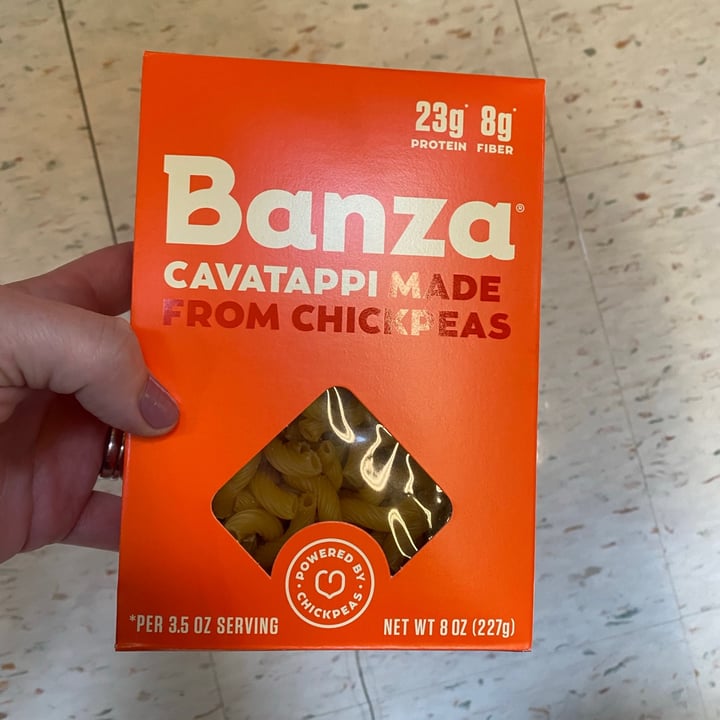 23g* 8g*
PROTEIN FIBER
Banza®
CAVATAPPI MADE
FROM CHICKPEAS
POWERED BY
CHICKPEAS
*PER 3.5 OZ SERVING
NET WT 8 OZ (227g)